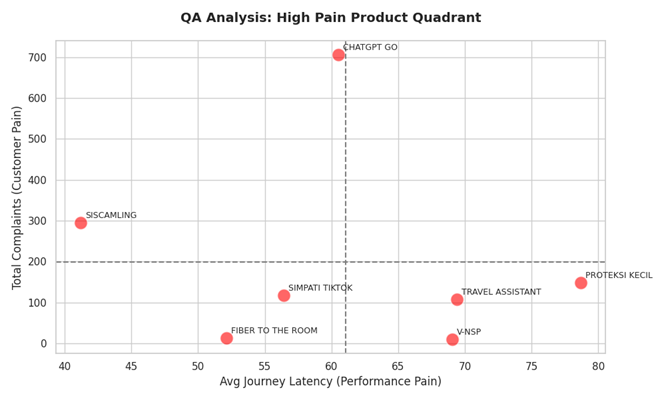 QA Analysis: High Pain Product Quadrant
Total Complaints (Customer Pain)
700
600
500
400
300
200
100
0
CHATGPT GO
SISCAMLING
PROTEKSI KECIL
SIMPATI TIKTOK
TRAVEL ASSISTANT
FIBER TO THE ROOM
V-NSP
40 45 50 55 60 65 70 75 80
Avg Journey Latency (Performance Pain)